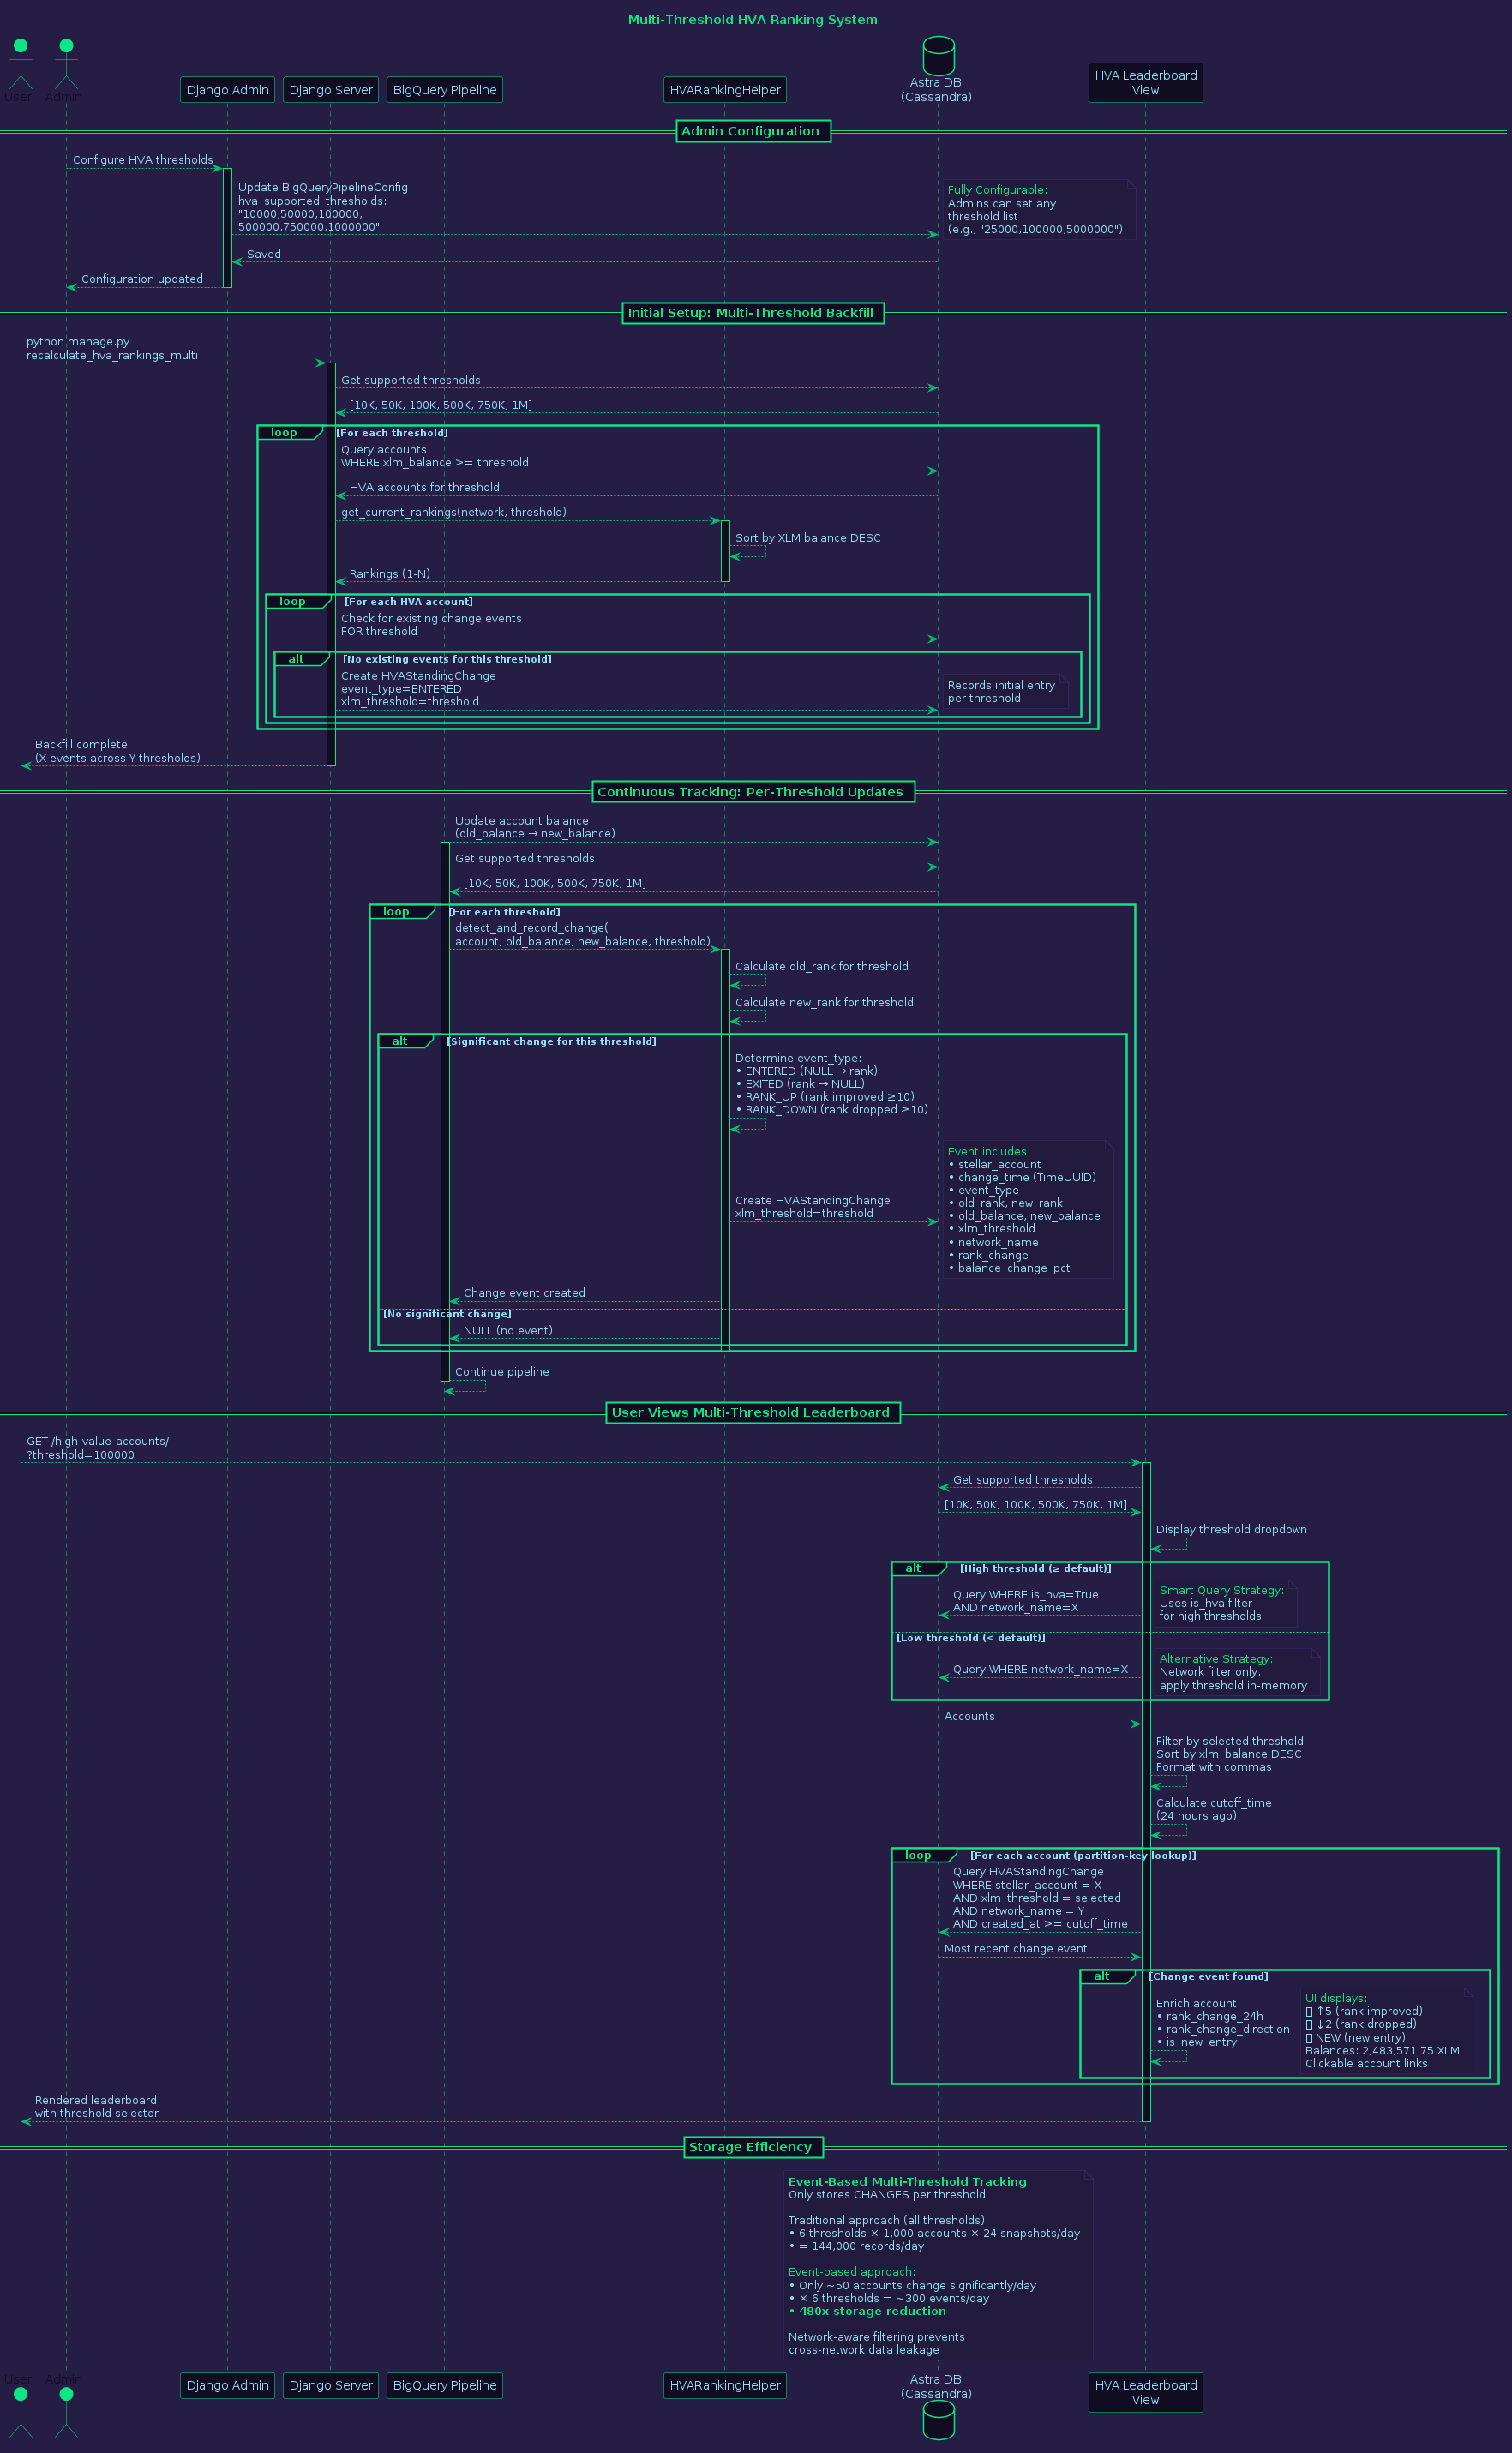 Multi-Threshold HVA Ranking System
User
Admin
Django Admin
Django Server
BigQuery Pipeline
HVARankingHelper
Astra DB
(Cassandra)
HVA Leaderboard
View
Admin Configuration
Configure HVA thresholds
Update BigQueryPipelineConfig
hva_supported_thresholds:
"10000,50000,100000,
500000,750000,1000000"
Fully Configurable:
Admins can set any
threshold list
(e.g., "25000,100000,5000000")
Saved
Configuration updated
Initial Setup: Multi-Threshold Backfill
python manage.py
recalculate_hva_rankings_multi
Get supported thresholds
[10K, 50K, 100K, 500K, 750K, 1M]
loop [For each threshold]
Query accounts
WHERE xlm_balance >= threshold
HVA accounts for threshold
get_current_rankings(network, threshold)
Sort by XLM balance DESC
Rankings (1-N)
loop [For each HVA account]
Check for existing change events
FOR threshold
alt [No existing events for this threshold]
Create HVAStandingChange
event_type=ENTERED
xlm_threshold=threshold
Records initial entry
per threshold
Backfill complete
(X events across Y thresholds)
Continuous Tracking: Per-Threshold Updates
Update account balance
(old_balance → new_balance)
Get supported thresholds
[10K, 50K, 100K, 500K, 750K, 1M]
loop [For each threshold]
detect_and_record_change(
account, old_balance, new_balance, threshold)
Calculate old_rank for threshold
Calculate new_rank for threshold
alt [Significant change for this threshold]
Determine event_type:
• ENTERED (NULL → rank)
• EXITED (rank → NULL)
• RANK_UP (rank improved ≥10)
• RANK_DOWN (rank dropped ≥10)
Create HVAStandingChange
xlm_threshold=threshold
Event includes:
• stellar_account
• change_time (TimeUUID)
• event_type
• old_rank, new_rank
• old_balance, new_balance
• xlm_threshold
• network_name
• rank_change
• balance_change_pct
Change event created
[No significant change]
NULL (no event)
Continue pipeline
User Views Multi-Threshold Leaderboard
GET /high-value-accounts/
?threshold=100000
Get supported thresholds
[10K, 50K, 100K, 500K, 750K, 1M]
Display threshold dropdown
alt [High threshold (≥ default)]
Query WHERE is_hva=True
AND network_name=X
Smart Query Strategy:
Uses is_hva filter
for high thresholds
[Low threshold (< default)]
Query WHERE network_name=X
Alternative Strategy:
Network filter only,
apply threshold in-memory
Accounts
Filter by selected threshold
Sort by xlm_balance DESC
Format with commas
Calculate cutoff_time
(24 hours ago)
loop [For each account (partition-key lookup)]
Query HVAStandingChange
WHERE stellar_account = X
AND xlm_threshold = selected
AND network_name = Y
AND created_at >= cutoff_time
Most recent change event
alt [Change event found]
Enrich account:
• rank_change_24h
• rank_change_direction
• is_new_entry
UI displays:
↑5 (rank improved)
↓2 (rank dropped)
NEW (new entry)
Balances: 2,483,571.75 XLM
Clickable account links
Rendered leaderboard
with threshold selector
Storage Efficiency
Event-Based Multi-Threshold Tracking
Only stores CHANGES per threshold
Traditional approach (all thresholds):
• 6 thresholds × 1,000 accounts × 24 snapshots/day
• = 144,000 records/day
Event-based approach:
• Only ~50 accounts change significantly/day
• × 6 thresholds = ~300 events/day
• 480x storage reduction
Network-aware filtering prevents
cross-network data leakage
User
Admin
Django Admin
Django Server
BigQuery Pipeline
HVARankingHelper
Astra DB
(Cassandra)
HVA Leaderboard
View